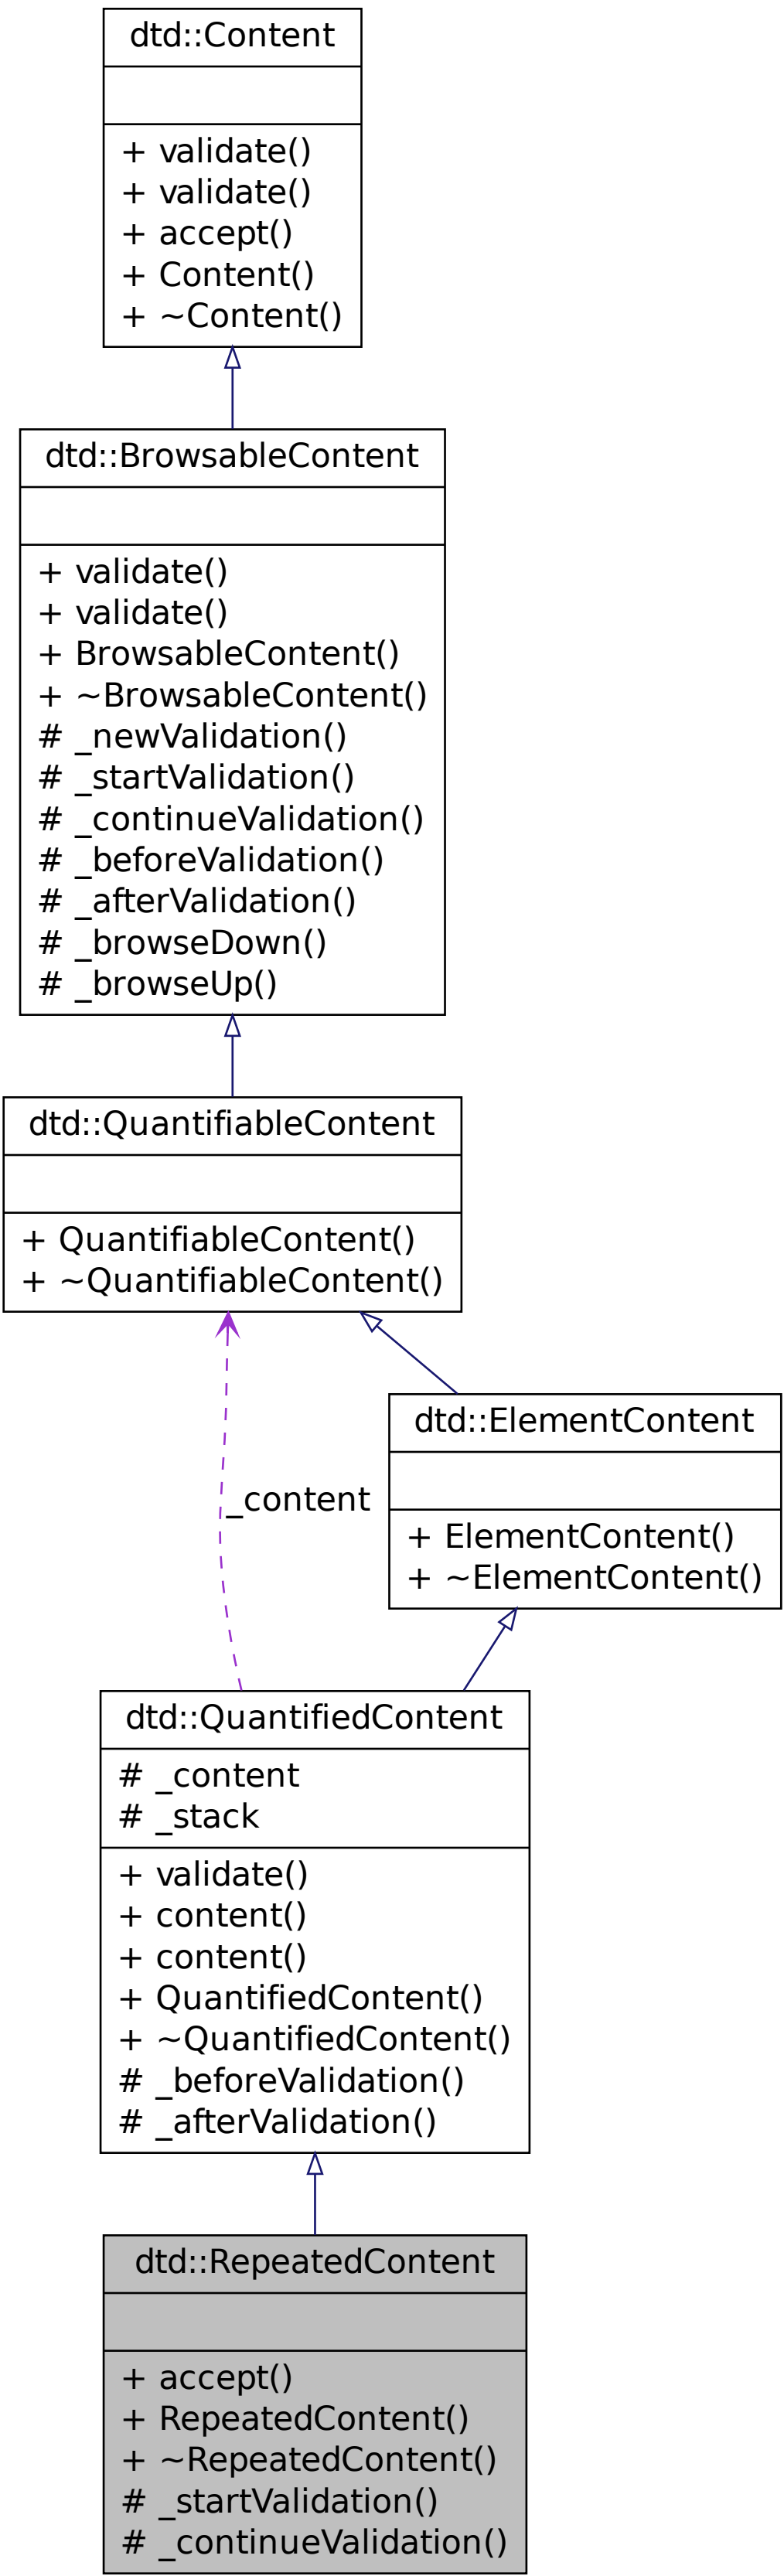 dtd::Content
+ validate()
+ validate()
+ accept()
+ Content()
+ ~Content()
dtd::BrowsableContent
+ validate()
+ validate()
+ BrowsableContent()
+ ~BrowsableContent()
# _newValidation()
# _startValidation()
# _continueValidation()
# _beforeValidation()
# _afterValidation()
# _browseDown()
# _browseUp()
dtd::QuantifiableContent
+ QuantifiableContent()
+ ~QuantifiableContent()
dtd::ElementContent
+ ElementContent()
+ ~ElementContent()
_content
dtd::QuantifiedContent
# _content
# _stack
+ validate()
+ content()
+ content()
+ QuantifiedContent()
+ ~QuantifiedContent()
# _beforeValidation()
# _afterValidation()
dtd::RepeatedContent
+ accept()
+ RepeatedContent()
+ ~RepeatedContent()
# _startValidation()
# _continueValidation()